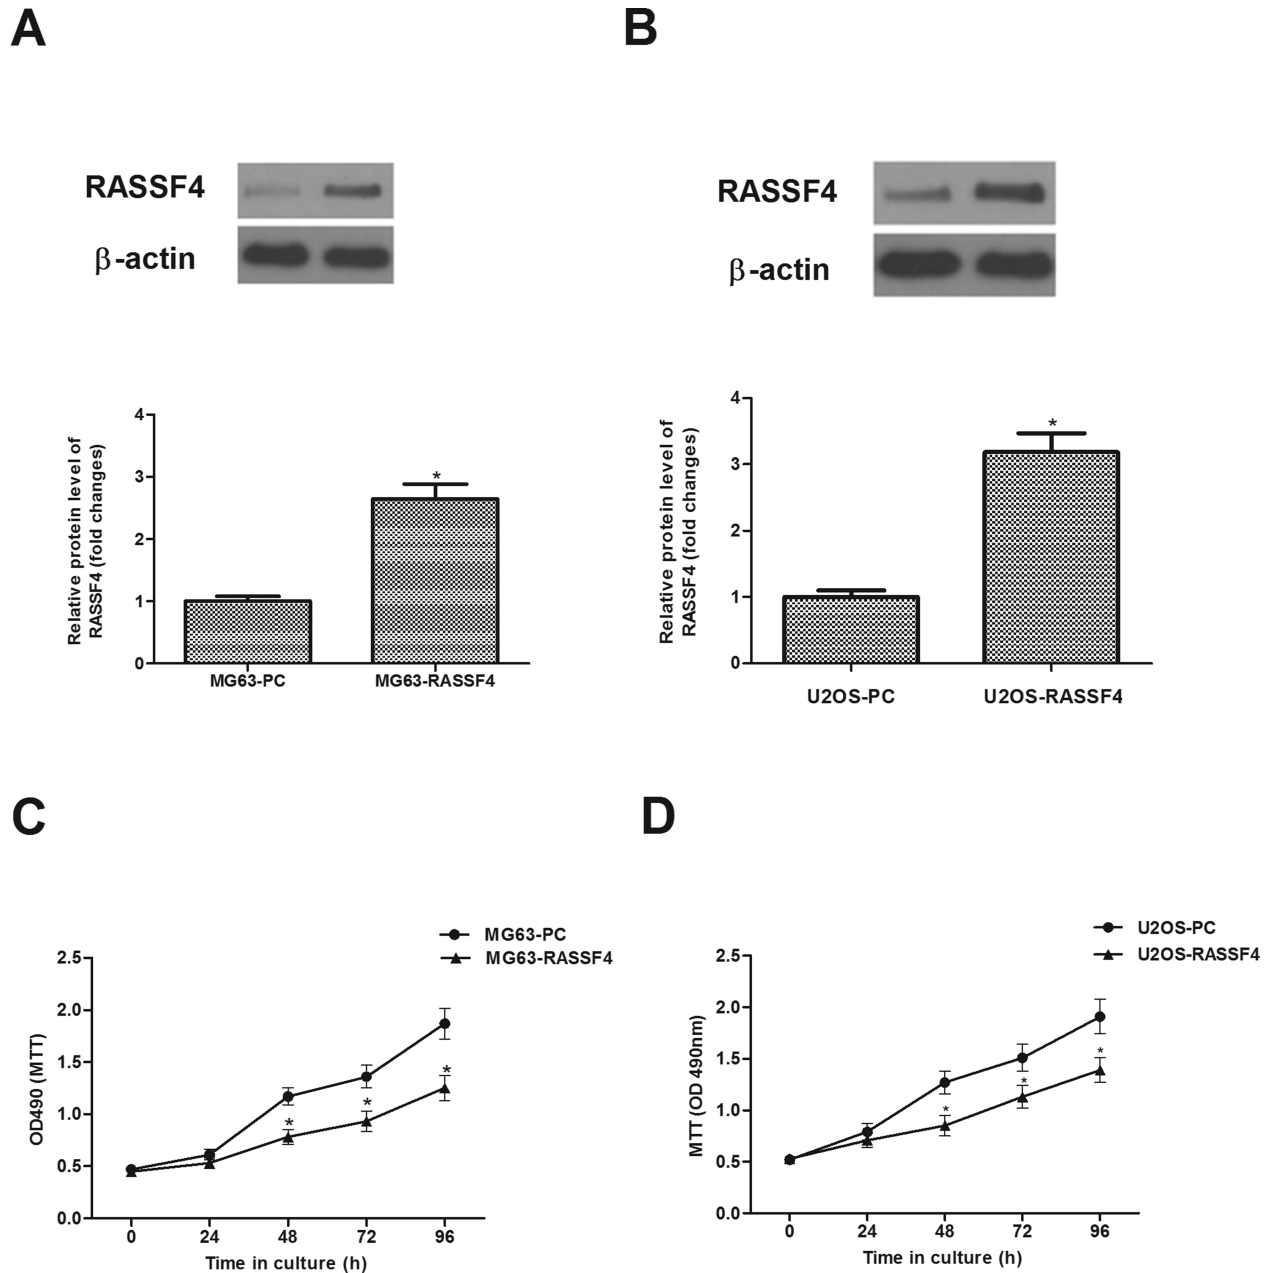 A
B
RASSF4
β-actin
RASSF4
β-actin
Relative protein level of
RASSF4 (fold changes)
4
3
2
1
0
*
MG63-PC
MG63-RASSF4
Relative protein level of
RASSF4 (fold changes)
4
3
2
1
0
*
U2OS-PC
U2OS-RASSF4
C
D
MG63-PC
MG63-RASSF4
OD490 (MTT)
2.5
2.0
1.5
1.0
0.5
0.0
*
*
*
0
24
48
72
96
Time in culture (h)
U2OS-PC
U2OS-RASSF4
MTT (OD 490nm)
2.5
2.0
1.5
1.0
0.5
0.0
*
*
*
0
24
48
72
96
Time in culture (h)